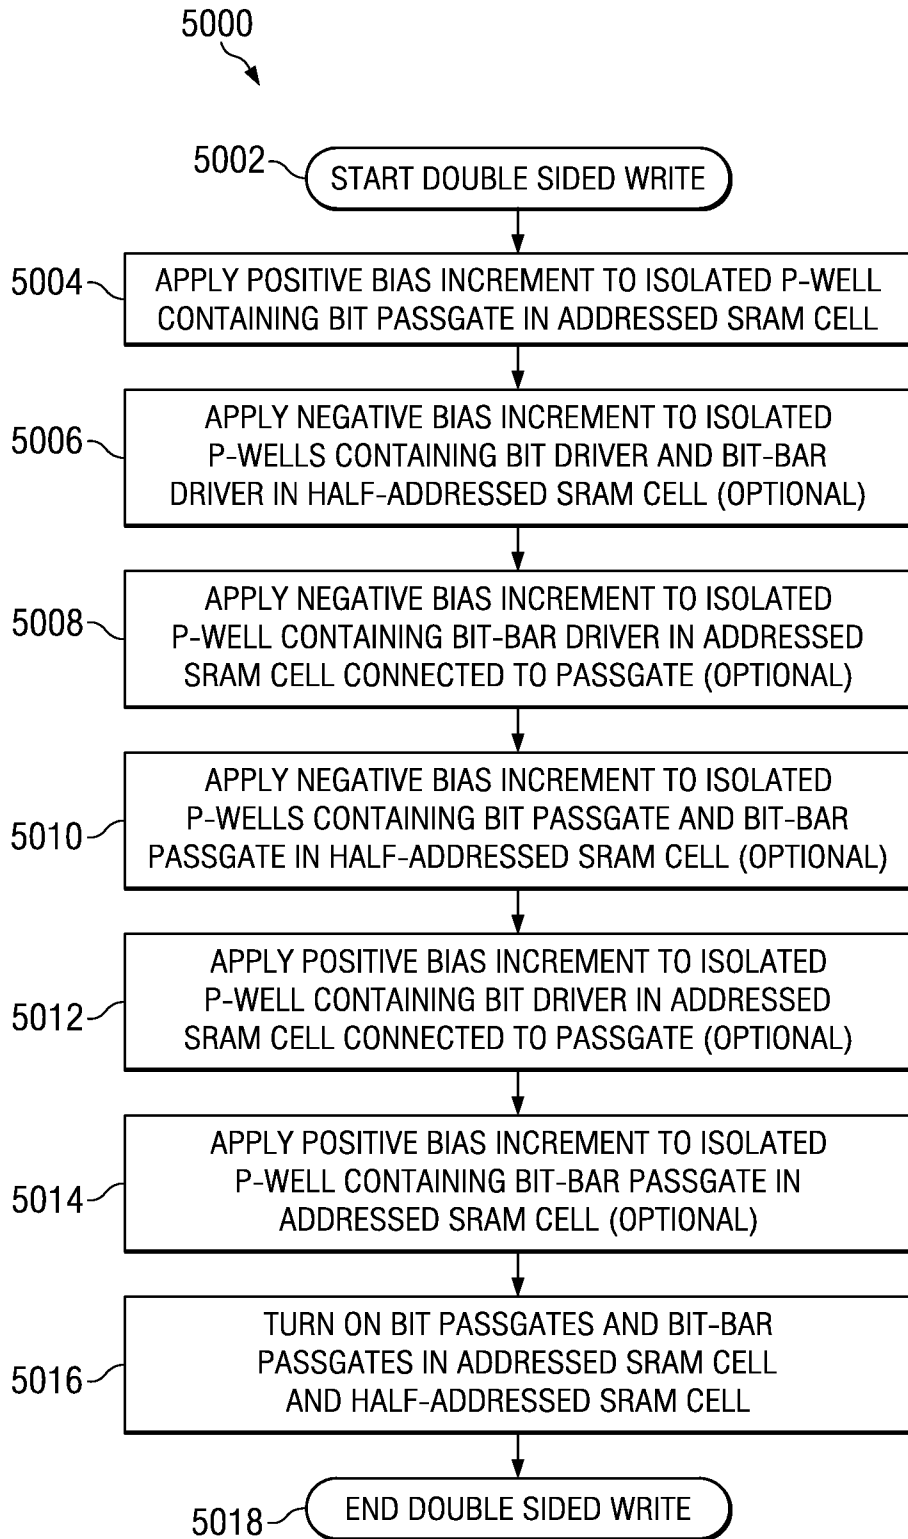 5000
5002
START DOUBLE SIDED WRITE
5004
APPLY POSITIVE BIAS INCREMENT TO ISOLATED P-WELL
CONTAINING BIT PASSGATE IN ADDRESSED SRAM CELL
5006
APPLY NEGATIVE BIAS INCREMENT TO ISOLATED
P-WELLS CONTAINING BIT DRIVER AND BIT-BAR
DRIVER IN HALF-ADDRESSED SRAM CELL (OPTIONAL)
5008
APPLY NEGATIVE BIAS INCREMENT TO ISOLATED
P-WELL CONTAINING BIT-BAR DRIVER IN ADDRESSED
SRAM CELL CONNECTED TO PASSGATE (OPTIONAL)
5010
APPLY NEGATIVE BIAS INCREMENT TO ISOLATED
P-WELLS CONTAINING BIT PASSGATE AND BIT-BAR
PASSGATE IN HALF-ADDRESSED SRAM CELL (OPTIONAL)
5012
APPLY POSITIVE BIAS INCREMENT TO ISOLATED
P-WELL CONTAINING BIT DRIVER IN ADDRESSED
SRAM CELL CONNECTED TO PASSGATE (OPTIONAL)
5014
APPLY POSITIVE BIAS INCREMENT TO ISOLATED
P-WELL CONTAINING BIT-BAR PASSGATE IN
ADDRESSED SRAM CELL (OPTIONAL)
5016
TURN ON BIT PASSGATES AND BIT-BAR
PASSGATES IN ADDRESSED SRAM CELL
AND HALF-ADDRESSED SRAM CELL
5018
END DOUBLE SIDED WRITE